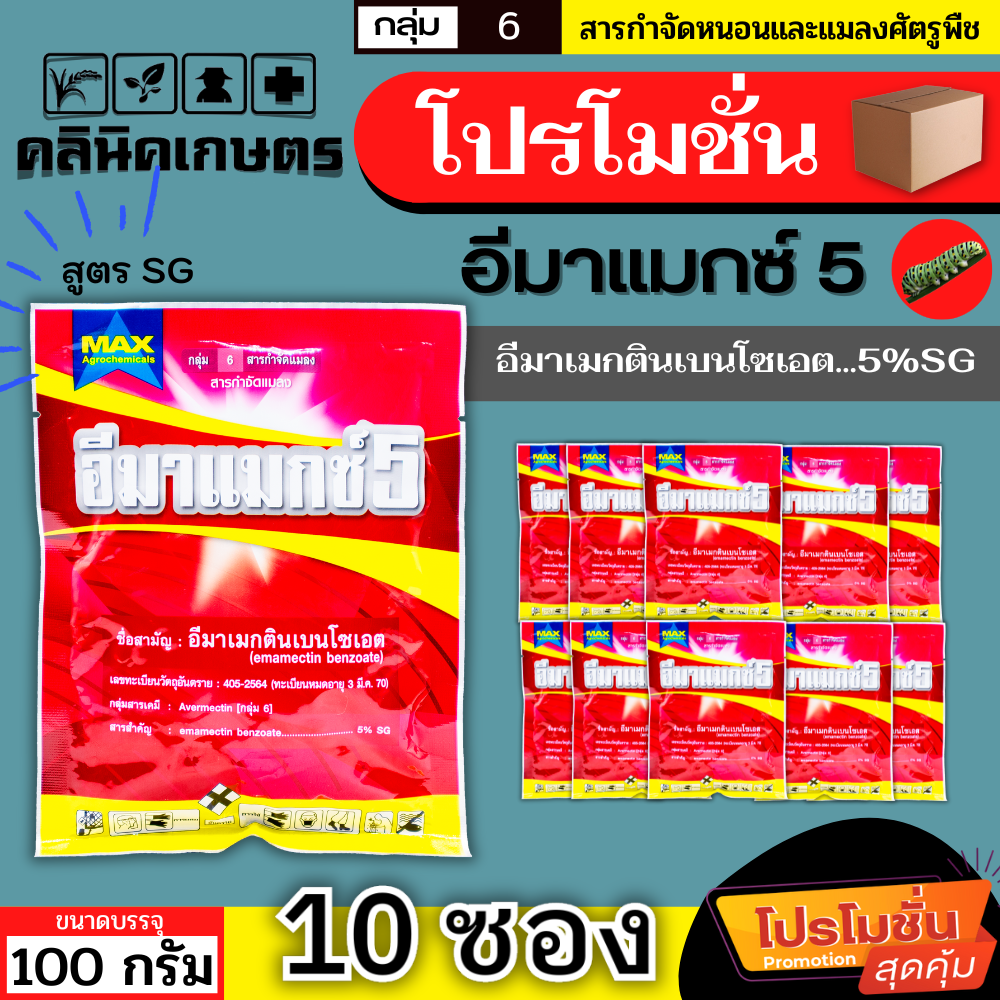 กลุ่ม 6 สารกำจัดหนอนและแมลงศัตรูพืช
คลินิคเกษตร
โปรโมชั่น
สูตร SG
อีมาแมกซ์ 5
อีมาเมกตินเบนโซเอต...5%SG
MAX
Agrochemicals
กลุ่ม 6 สารกำจัดแมลง
สารกำจัดแมลง
อีมาแมกซ์5
ชื่อสามัญ : อีมาเมกตินเบนโซเอต
(emamectin benzoate)
เลขทะเบียนวัตถุอันตราย : 405-2564 (ทะเบียนหมดอายุ 3 มี.ค. 70)
กลุ่มสารเคมี : Avermectin [กลุ่ม 6]
สารสำคัญ : emamectin benzoate........................ 5% SG
ขนาดบรรจุ
100 กรัม
10 ซอง
โปรโมชั่น
Promotion
สุดคุ้ม